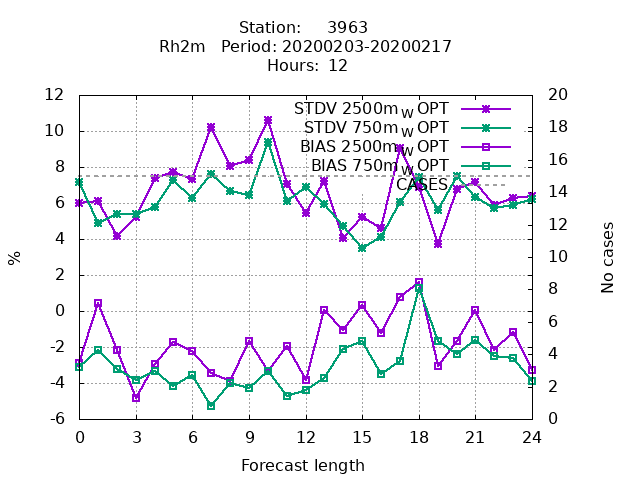 Station: 3963
Rh2m Period: 20200203-20200217
Hours: 12
STDV 2500m_W OPT
STDV 750m_W OPT
BIAS 2500m_W OPT
BIAS 750m_W OPT
CASES
12
10
8
6
4
2
0
-2
-4
-6
%
20
18
16
14
12
10
8
6
4
2
0
No cases
0 3 6 9 12 15 18 21 24
Forecast length